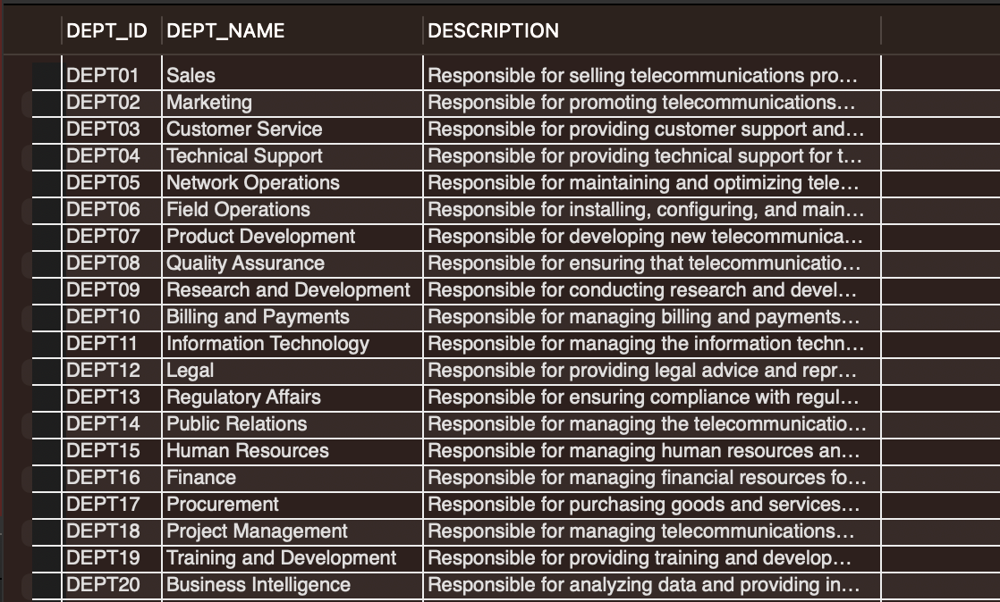 DEPT_ID DEPT_NAME DESCRIPTION
DEPT01 Sales Responsible for selling telecommunications pro...
DEPT02 Marketing Responsible for promoting telecommunications...
DEPT03 Customer Service Responsible for providing customer support and...
DEPT04 Technical Support Responsible for providing technical support for t...
DEPT05 Network Operations Responsible for maintaining and optimizing tele...
DEPT06 Field Operations Responsible for installing, configuring, and main...
DEPT07 Product Development Responsible for developing new telecommunica...
DEPT08 Quality Assurance Responsible for ensuring that telecommunicatio...
DEPT09 Research and Development Responsible for conducting research and devel...
DEPT10 Billing and Payments Responsible for managing billing and payments...
DEPT11 Information Technology Responsible for managing the information techn...
DEPT12 Legal Responsible for providing legal advice and repr...
DEPT13 Regulatory Affairs Responsible for ensuring compliance with regul...
DEPT14 Public Relations Responsible for managing the telecommunicatio...
DEPT15 Human Resources Responsible for managing human resources an...
DEPT16 Finance Responsible for managing financial resources fo...
DEPT17 Procurement Responsible for purchasing goods and services...
DEPT18 Project Management Responsible for managing telecommunications...
DEPT19 Training and Development Responsible for providing training and develop...
DEPT20 Business Intelligence Responsible for analyzing data and providing in...